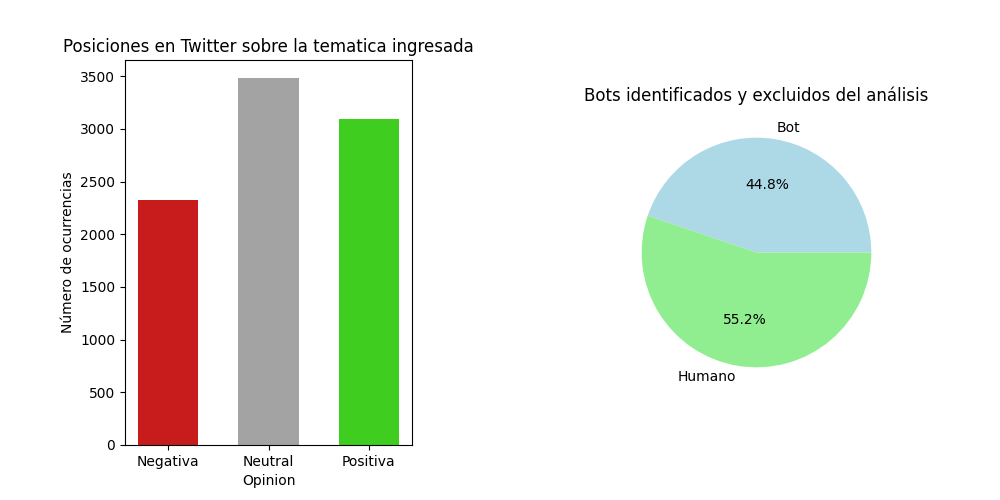 Posiciones en Twitter sobre la tematica ingresada
Número de ocurrencias
3500
3000
2500
2000
1500
1000
500
0
Negativa
Neutral
Positiva
Opinion
Bots identificados y excluidos del análisis
Bot
44.8%
55.2%
Humano